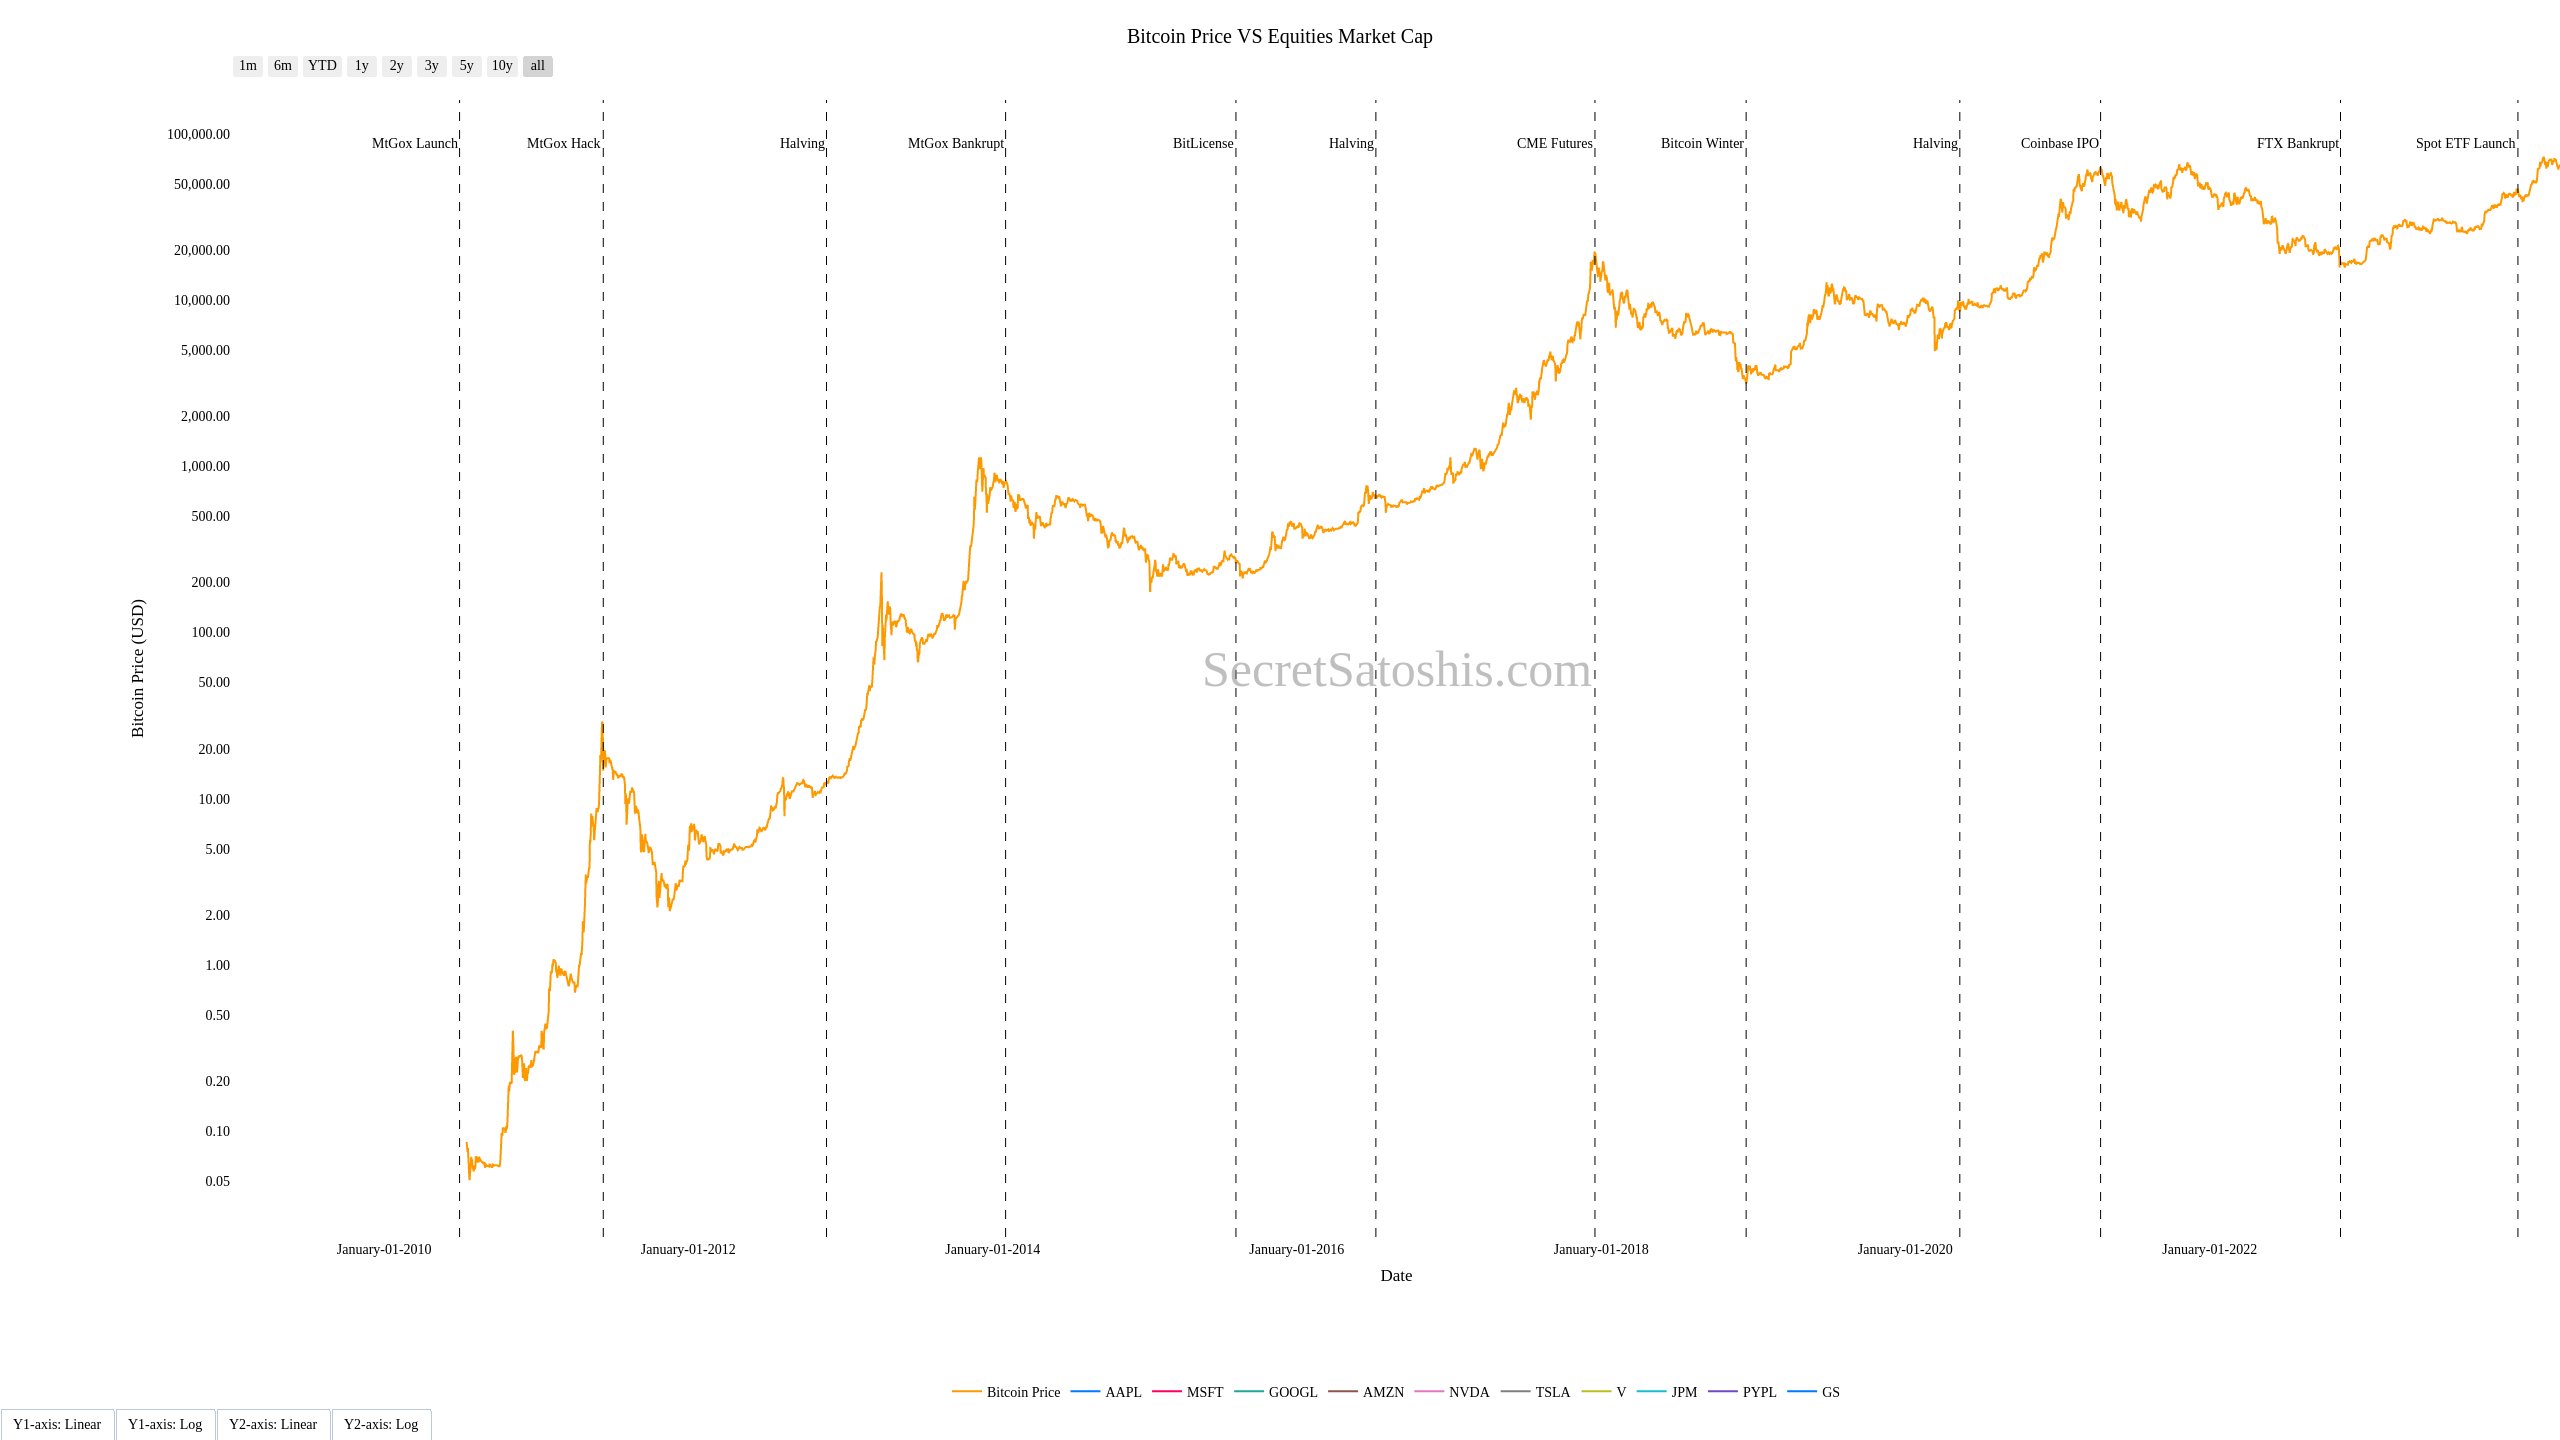 Bitcoin Price VS Equities Market Cap
1m 6m YTD 1y 2y 3y 5y 10y all
MtGox Launch MtGox Hack Halving MtGox Bankrupt BitLicense Halving CME Futures Bitcoin Winter Halving Coinbase IPO FTX Bankrupt Spot ETF Launch
100,000.00
50,000.00
20,000.00
10,000.00
5,000.00
2,000.00
1,000.00
500.00
200.00
100.00
50.00
20.00
10.00
5.00
2.00
1.00
0.50
0.20
0.10
0.05
Bitcoin Price (USD)
SecretSatoshis.com
January-01-2010 January-01-2012 January-01-2014 January-01-2016 January-01-2018 January-01-2020 January-01-2022
Date
Bitcoin Price AAPL MSFT GOOGL AMZN NVDA TSLA V JPM PYPL GS
Y1-axis: Linear Y1-axis: Log Y2-axis: Linear Y2-axis: Log